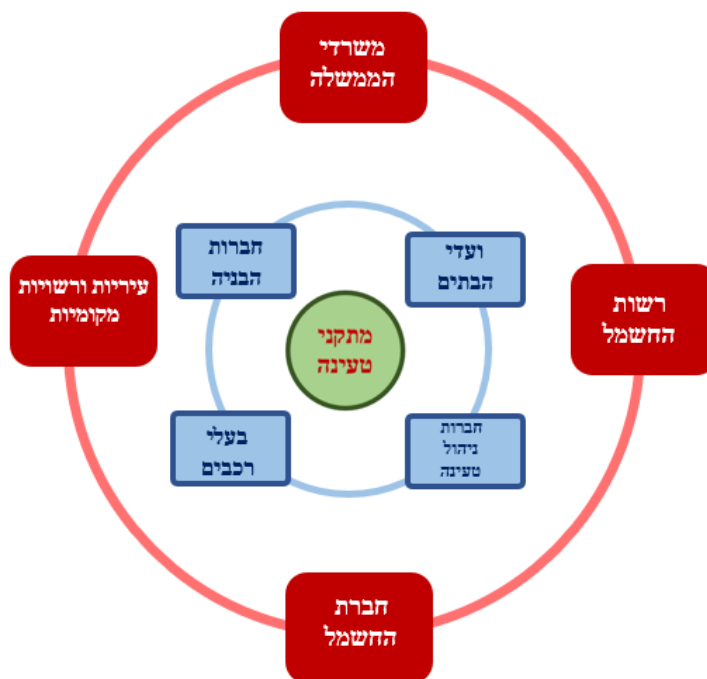 משרדי
הממשלה
חברות
הבניה
ועדי
הבתים
עיריות ורשויות
מקומיות
רשות
החשמל
מתקני
טעינה
בעלי
רכבים
חברות
ניהול
טעינה
חברת
החשמל